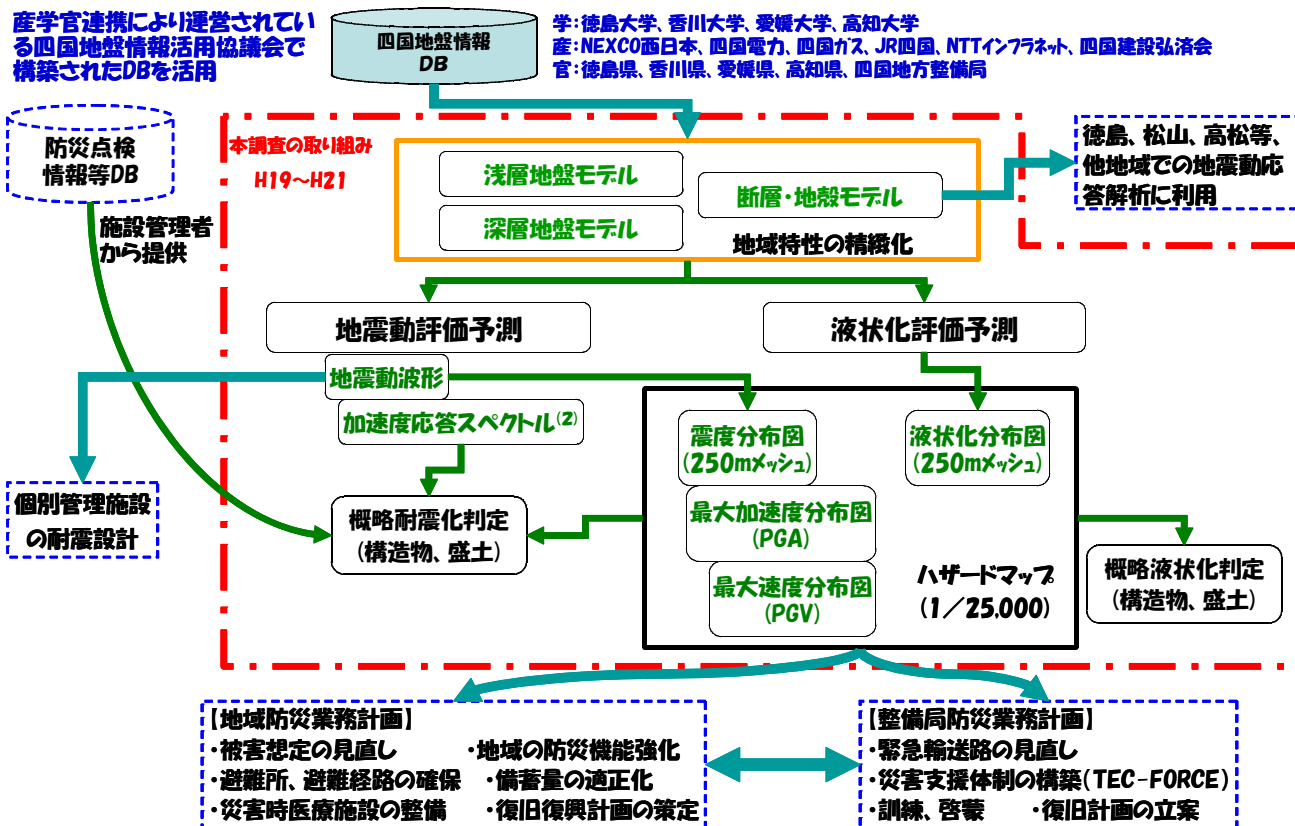 産学官連携により運営されてい
る四国地盤情報活用協議会で
構築されたDBを活用
四国地盤情報
DB
学:徳島大学、香川大学、愛媛大学、高知大学
産:NEXCO西日本、四国電力、四国ガス、JR四国、NTTインフラネット、四国建設弘済会
官:徳島県、香川県、愛媛県、高知県、四国地方整備局
防災点検
情報等DB
本調査の取り組み
H19~H21
浅層地盤モデル
断層・地殻モデル
深層地盤モデル
地域特性の精緻化
徳島、松山、高松等、
他地域での地震動応
答解析に利用
施設管理者
から提供
地震動評価予測
液状化評価予測
地震動波形
加速度応答スペクトル(2)
震度分布図
(250mメッシュ)
液状化分布図
(250mメッシュ)
個別管理施設
の耐震設計
概略耐震化判定
(構造物、盛土)
最大加速度分布図
(PGA)
最大速度分布図
(PGV)
ハザードマップ
(1/25,000)
概略液状化判定
(構造物、盛土)
【地域防災業務計画】
・被害想定の見直し ・地域の防災機能強化
・避難所、避難経路の確保 ・備蓄量の適正化
・災害時医療施設の整備 ・復旧復興計画の策定
【整備局防災業務計画】
・緊急輸送路の見直し
・災害支援体制の構築(TEC-FORCE)
・訓練、啓蒙 ・復旧計画の立案